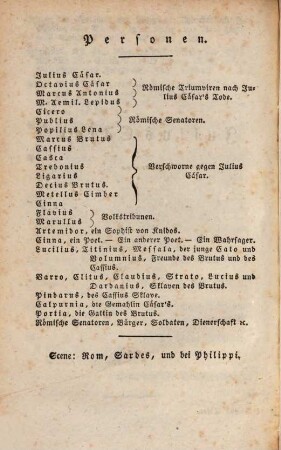 Personen.
Julius Cäsar.
Octavius Cäsar
Marcus Antonius
M. Aemil. Lepidus
Römische Triumviren nach Ju-
lius Cäsar's Tode.
Cicero
Publius
Popilius Lena
Römische Senatoren.
Marcus Brutus
Cassius
Casca
Trebonius
Ligarius
Decius Brutus.
Metellus Cimber
Cinna
Verschworne gegen Julius
Cäsar.
Flavius
Marullus
Volkstribunen.
Artemidor, ein Sophist von Knidos.
Cinna, ein Poet. — Ein anderer Poet. — Ein Wahrsager.
Lucilius, Titinius, Messala, der junge Cato und
Volumnius, Freunde des Brutus und des
Cassius.
Varro, Clitus, Claudius, Strato, Lucius und
Dardanius, Sklaven des Brutus.
Pindarus, des Cassius Sklave.
Calpurnia, die Gemahlin Cäsar's.
Portia, die Gattin des Brutus.
Römische Senatoren, Bürger, Soldaten, Dienerschaft ꝛc.
Scene: Rom, Sardes, und bei Philippi.